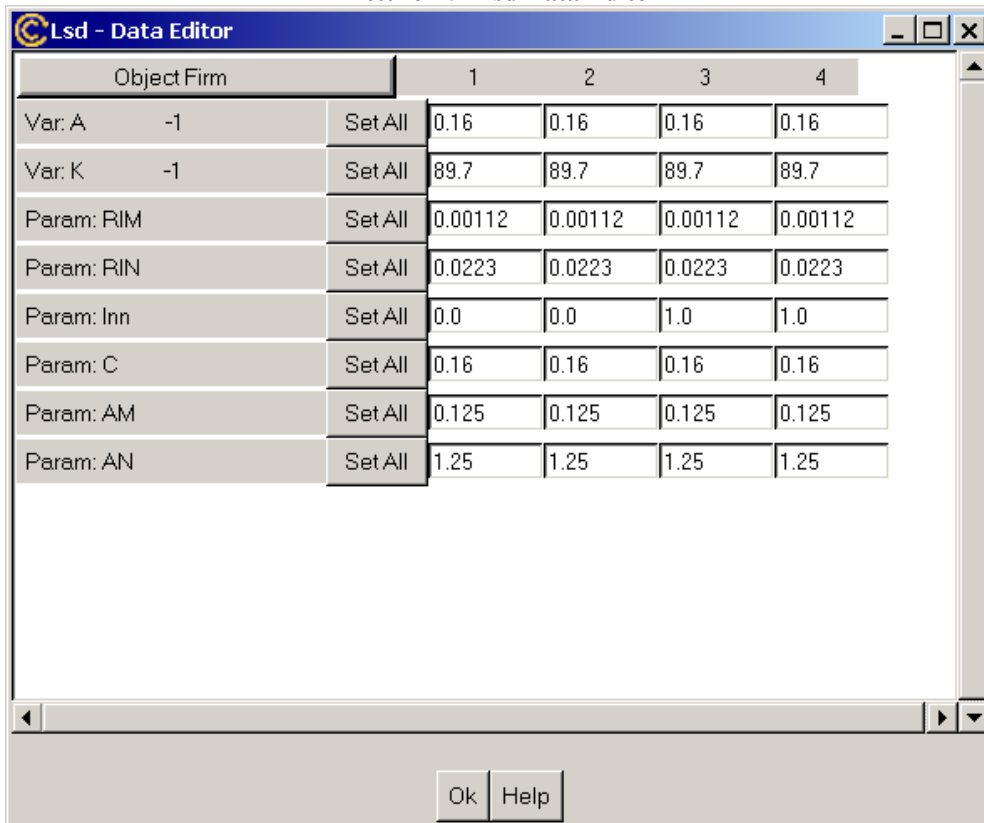 Lsd - Data Editor
Object Firm 1 2 3 4
Var: A -1 Set All 0.16 0.16 0.16 0.16
Var: K -1 Set All 89.7 89.7 89.7 89.7
Param: RIM Set All 0.00112 0.00112 0.00112 0.00112
Param: RIN Set All 0.0223 0.0223 0.0223 0.0223
Param: Inn Set All 0.0 0.0 1.0 1.0
Param: C Set All 0.16 0.16 0.16 0.16
Param: AM Set All 0.125 0.125 0.125 0.125
Param: AN Set All 1.25 1.25 1.25 1.25
Ok Help